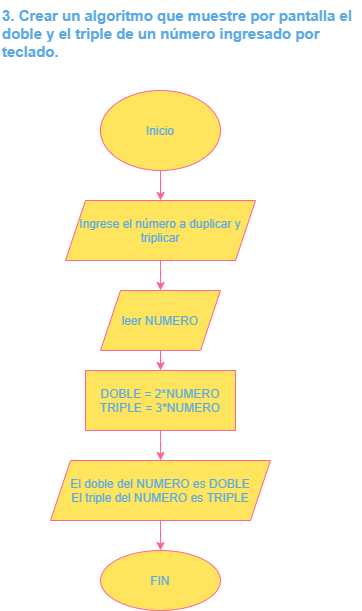 3. Crear un algoritmo que muestre por pantalla el
doble y el triple de un número ingresado por
teclado.
Inicio
Ingrese el número a duplicar y
triplicar
leer NUMERO
DOBLE = 2*NUMERO
TRIPLE = 3*NUMERO
El doble del NUMERO es DOBLE
El triple del NUMERO es TRIPLE
FIN